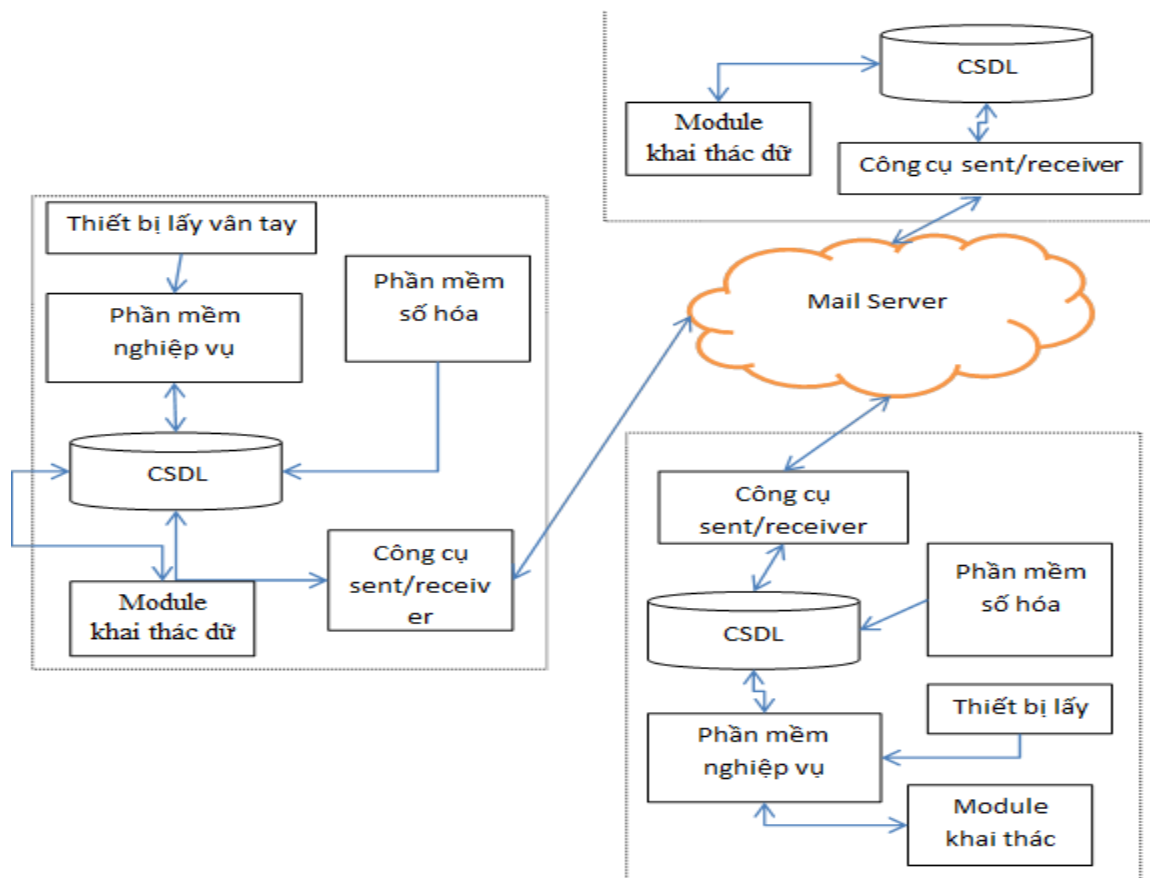 CSDL
Module
khai thác dữ
Công cụ sent/receiver
Mail Server
Thiết bị lấy vân tay
Phần mềm
nghiệp vụ
Phần mềm
số hóa
CSDL
Module
khai thác dữ
Công cụ
sent/receiv
er
Công cụ
sent/receiver
CSDL
Phần mềm
số hóa
Thiết bị lấy
Phần mềm
nghiệp vụ
Module
khai thác